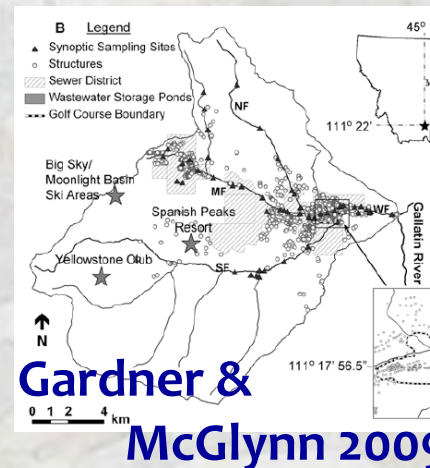 B Legend
Synoptic Sampling Sites
Structures
Sewer District
Wastewater Storage Ponds
Golf Course Boundary
45°
111° 22'
NF
Big Sky/
Moonlight Basin
Ski Areas
MF
Spanish Peaks
Resort
WF
Gallatin River
Yellowstone Club
SF
N
111° 17' 56.5"
0 1 2 4
km
Gardner &
McGlynn 2009